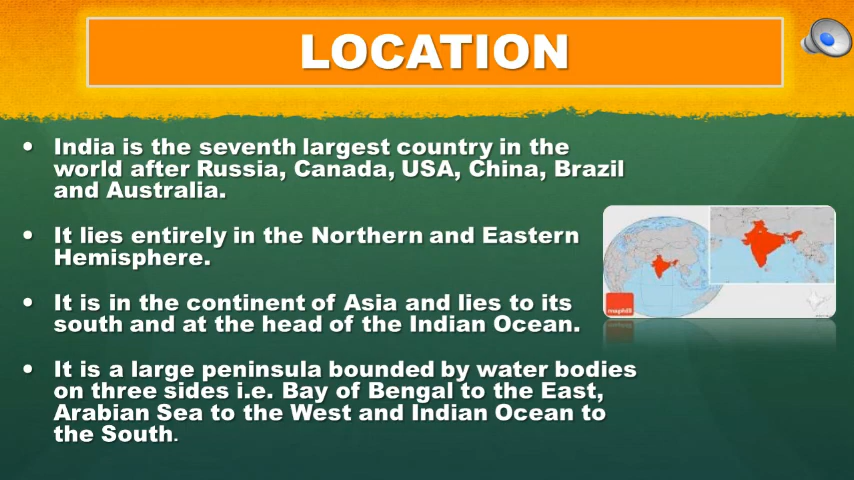 LOCATION
• India is the seventh largest country in the
world after Russia, Canada, USA, China, Brazil
and Australia.
• It lies entirely in the Northern and Eastern
Hemisphere.
• It is in the continent of Asia and lies to its
south and at the head of the Indian Ocean.
• It is a large peninsula bounded by water bodies
on three sides i.e. Bay of Bengal to the East,
Arabian Sea to the West and Indian Ocean to
the South.